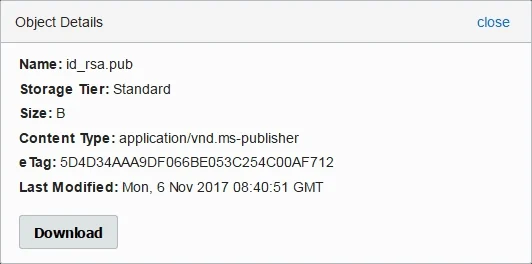 Object Details
close
Name: id_rsa.pub
Storage Tier: Standard
Size: B
Content Type: application/vnd.ms-publisher
eTag: 5D4D34AAA9DF066BE053C254C00AF712
Last Modified: Mon, 6 Nov 2017 08:40:51 GMT
Download